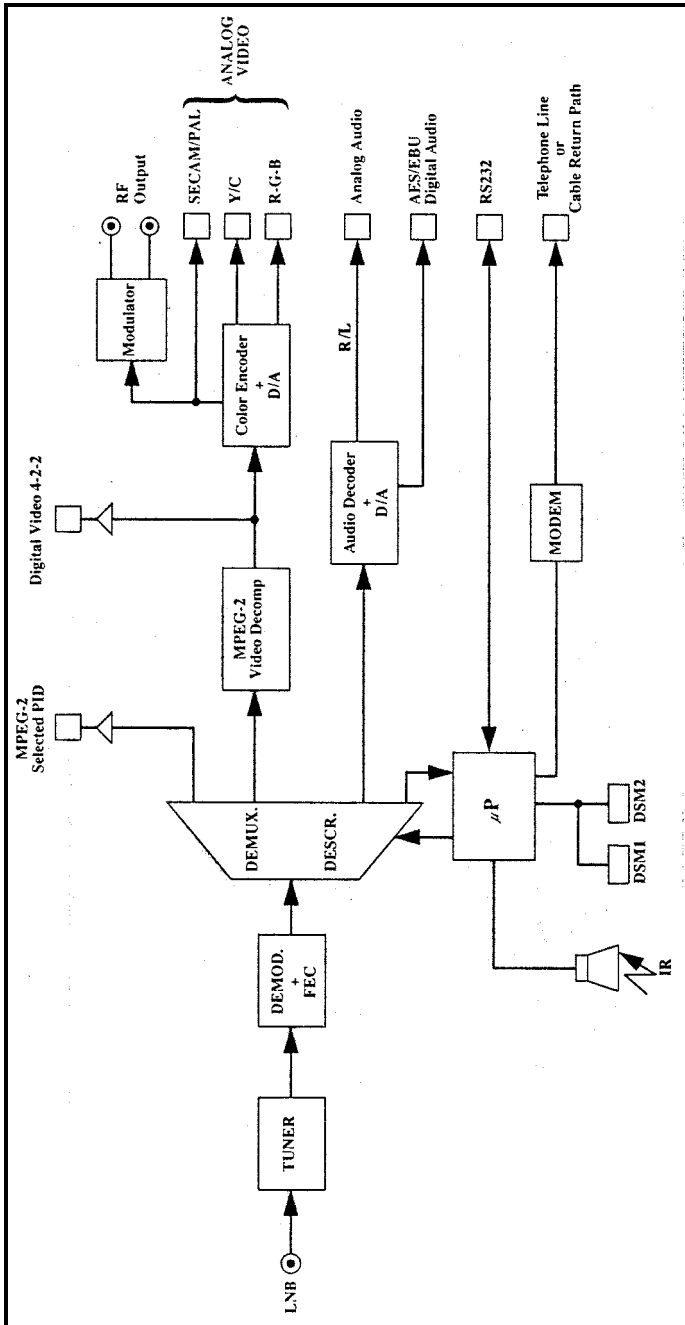 LNB
TUNER
DEMOD.
+
FEC
DEMUX.
DESCR.
MPEG-2
Selected PID
MPEG-2
Video Decomp
Digital Video 4-2-2
Color Encoder
+
D/A
Modulator
RF
Output
SECAM/PAL
Y/C
R-G-B
ANALOG
VIDEO
Audio Decoder
+
D/A
R/L
Analog Audio
AES/EBU
Digital Audio
μP
RS232
MODEM
Telephone Line
or
Cable Return Path
IR
DSM1
DSM2